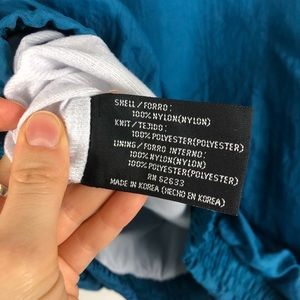 SHELL/FORRO:
100% NYLON(NYLON)
KNIT/TEJIDO:
100% POLYESTER(POLYESTER)
LINING/FORRO INTERNO:
100% NYLON(NYLON)
100% POLYESTER(POLYESTER)
RN 62633
MADE IN KOREA (HECHO EN KOREA)